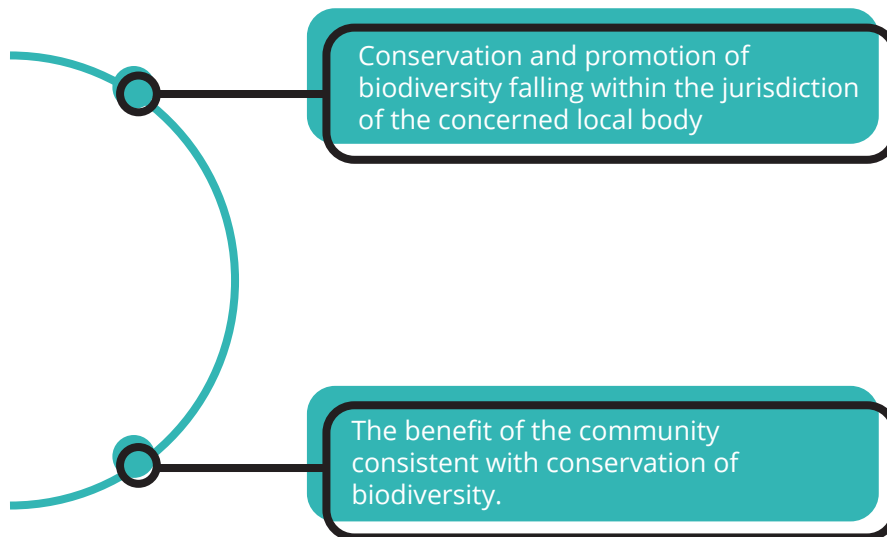 Conservation and promotion of
biodiversity falling within the jurisdiction
of the concerned local body
The benefit of the community
consistent with conservation of
biodiversity.